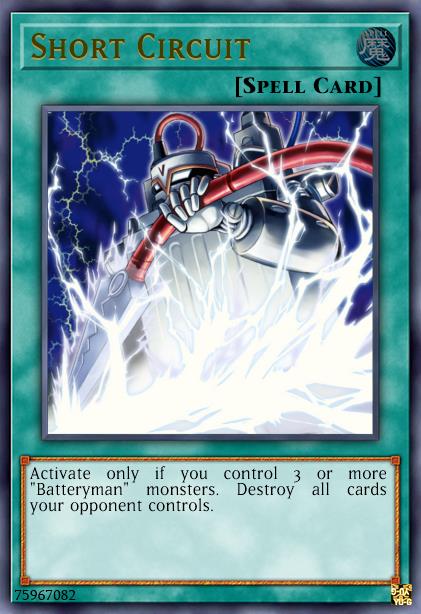 Short Circuit
魔
[Spell Card]
Activate only if you control 3 or more
"Batteryman" monsters. Destroy all cards
your opponent controls.
75967082